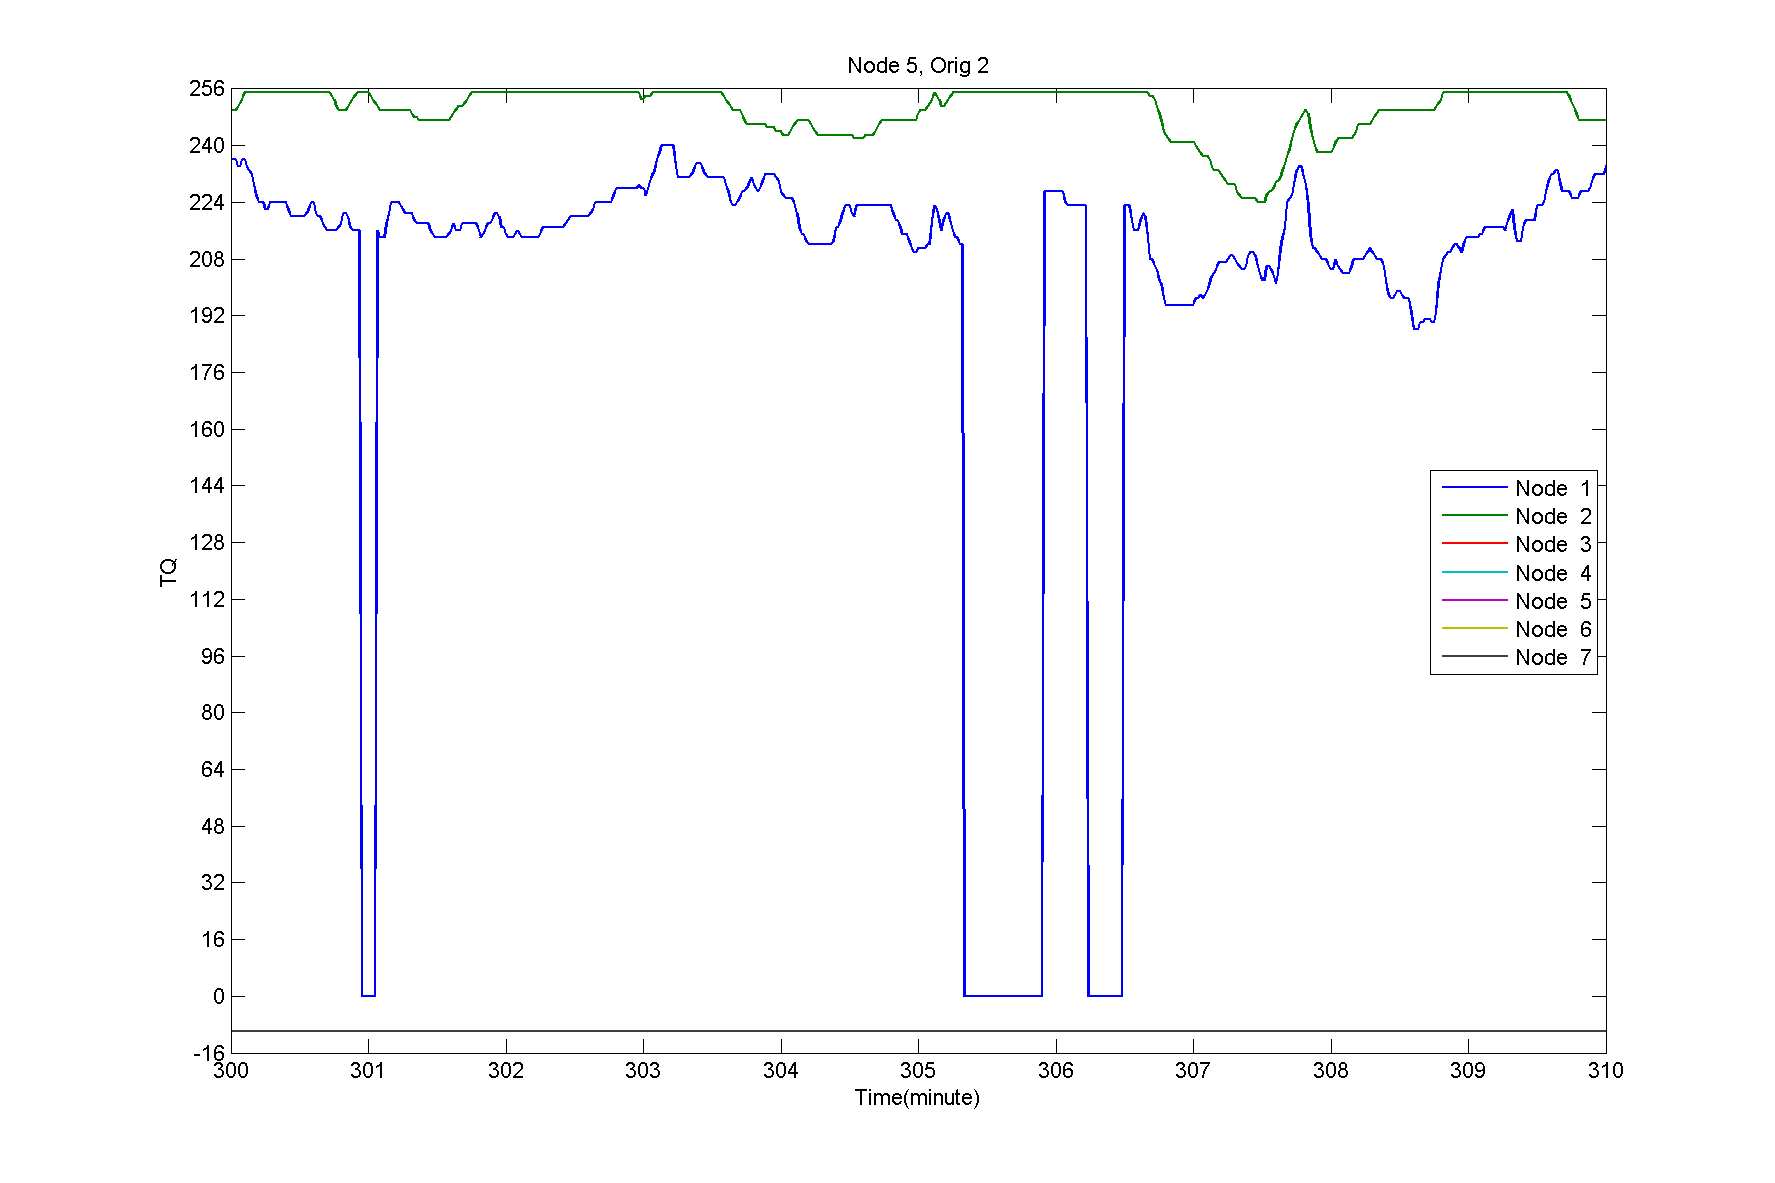 Node 5, Orig 2
256
240
224
208
192
176
160
144
128
112
96
80
64
48
32
16
0
-16
TQ
Node 1
Node 2
Node 3
Node 4
Node 5
Node 6
Node 7
300 301 302 303 304 305 306 307 308 309 310
Time(minute)